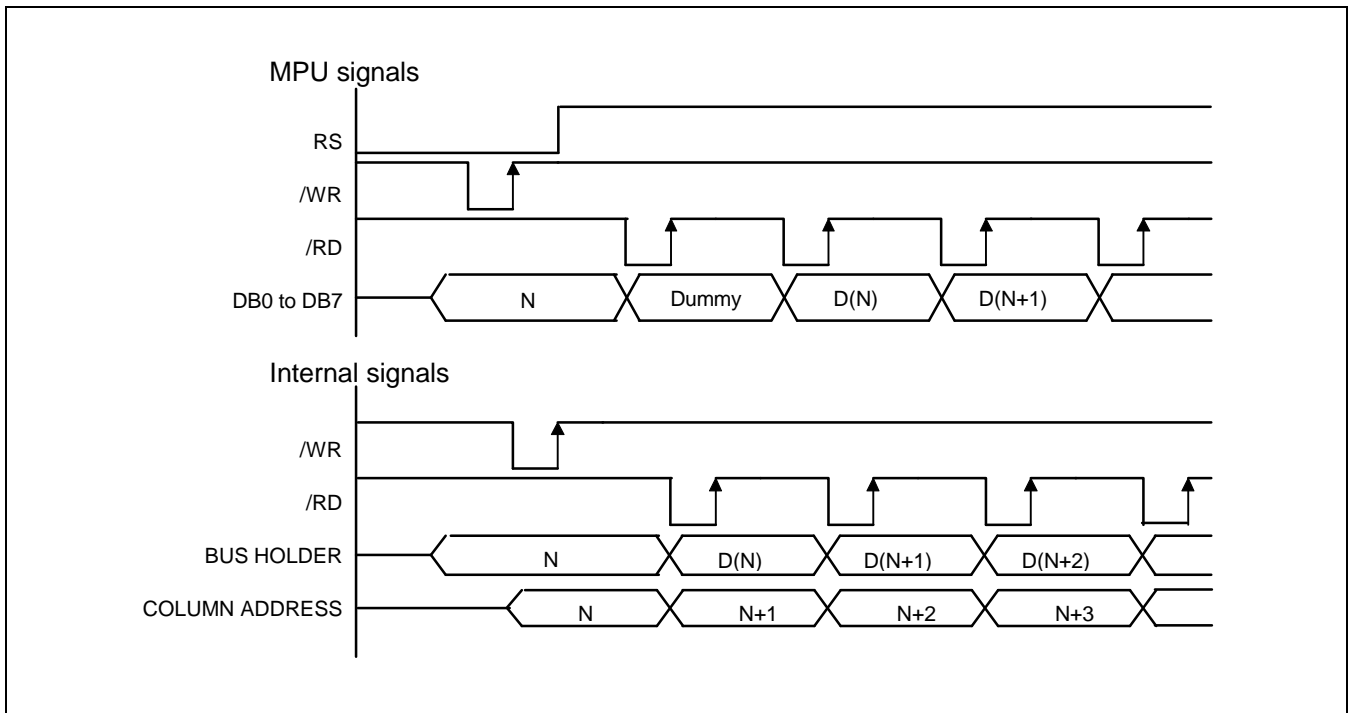 MPU signals
RS
/WR
/RD
DB0 to DB7 N Dummy D(N) D(N+1)
Internal signals
/WR
/RD
BUS HOLDER N D(N) D(N+1) D(N+2)
COLUMN ADDRESS N N+1 N+2 N+3